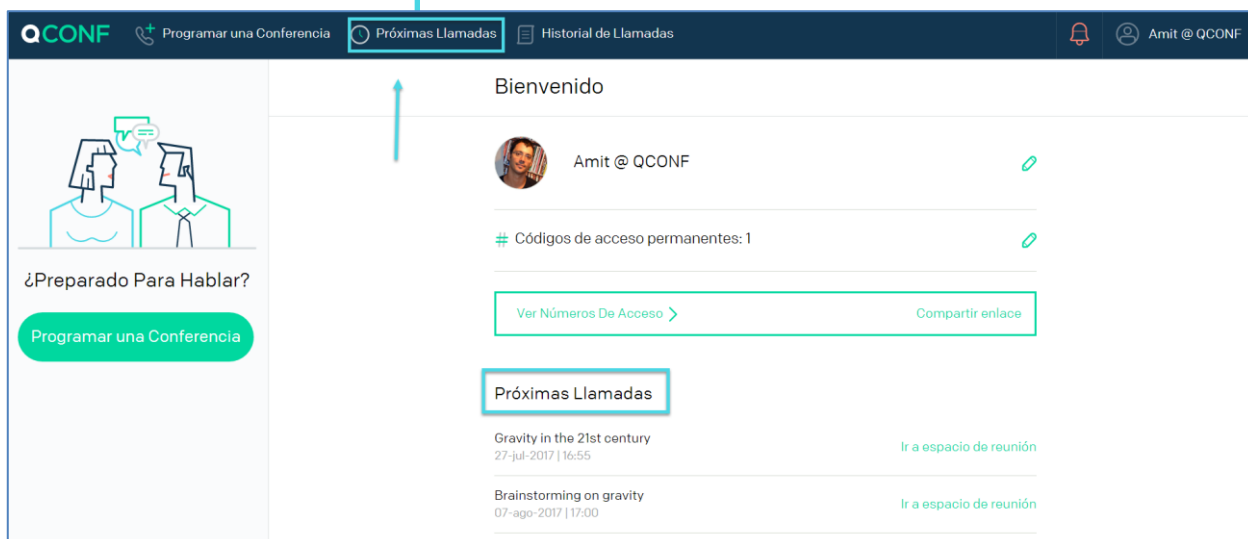 QCONF Programar una Conferencia Próximas Llamadas Historial de Llamadas Amit @ QCONF
Bienvenido
Amit @ QCONF
# Códigos de acceso permanentes: 1
¿Preparado Para Hablar?
Programar una Conferencia
Ver Números De Acceso > Compartir enlace
Próximas Llamadas
Gravity in the 21st century
27-jul-2017 | 16:55
Ir a espacio de reunión
Brainstorming on gravity
07-ago-2017 | 17:00
Ir a espacio de reunión